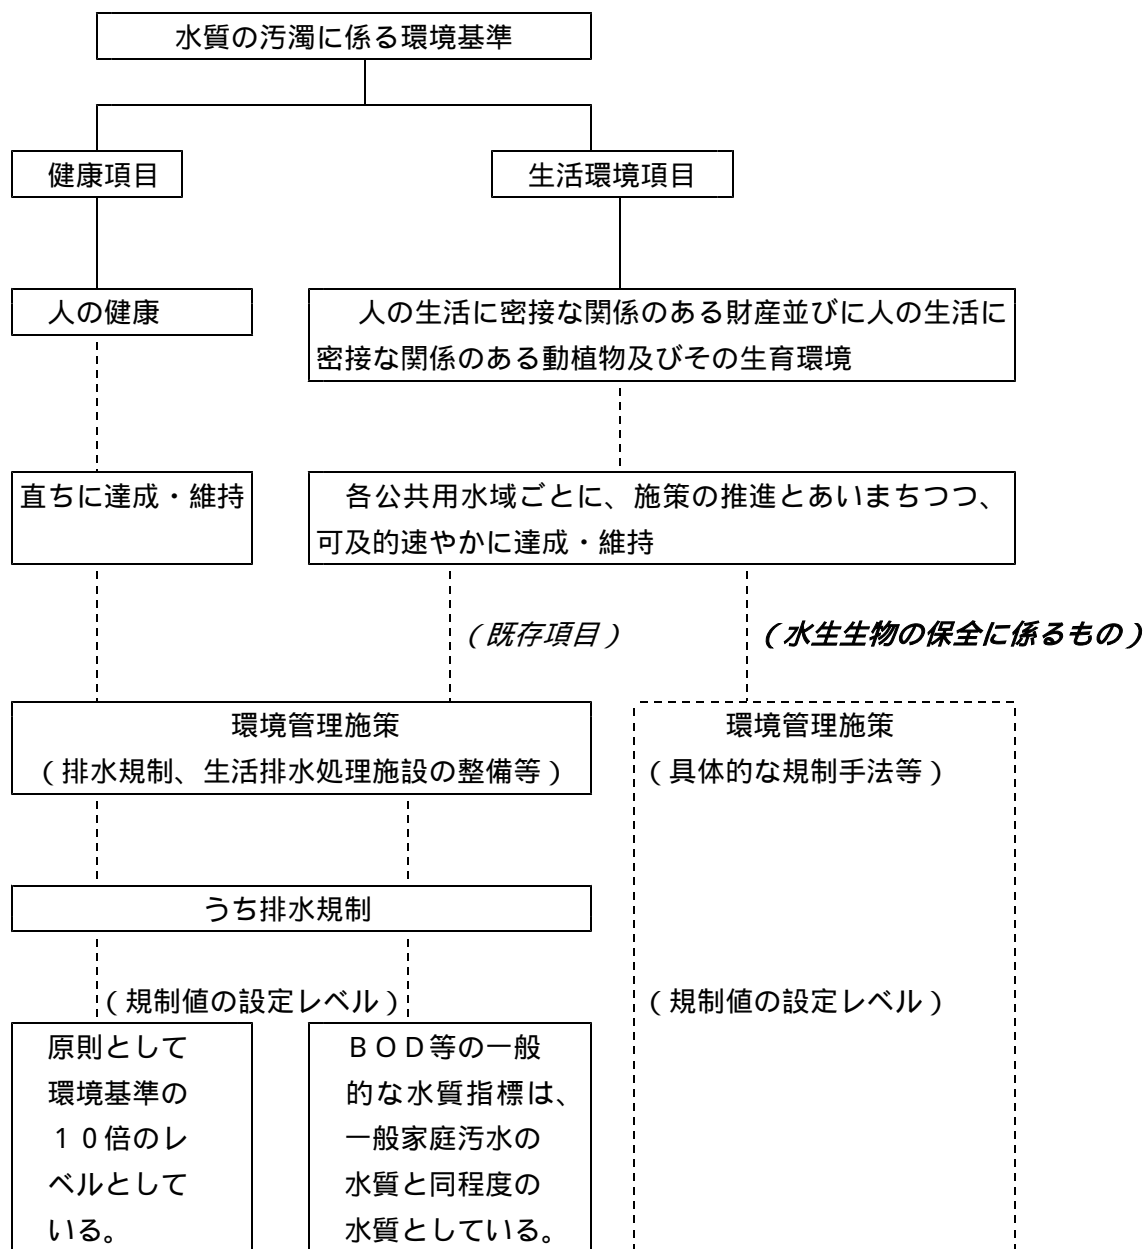 水質の汚濁に係る環境基準
健康項目
生活環境項目
人の健康
人の生活に密接な関係のある財産並びに人の生活に
密接な関係のある動植物及びその生育環境
直ちに達成・維持
各公共用水域ごとに、施策の推進とあいまちつつ、
可及的速やかに達成・維持
（既存項目）
（水生生物の保全に係るもの）
環境管理施策
（排水規制、生活排水処理施設の整備等）
環境管理施策
（具体的な規制手法等）
うち排水規制
（規制値の設定レベル）
（規制値の設定レベル）
原則として
環境基準の
１０倍のレ
ベルとして
いる。
ＢＯＤ等の一般
的な水質指標は、
一般家庭汚水の
水質と同程度の
水質としている。